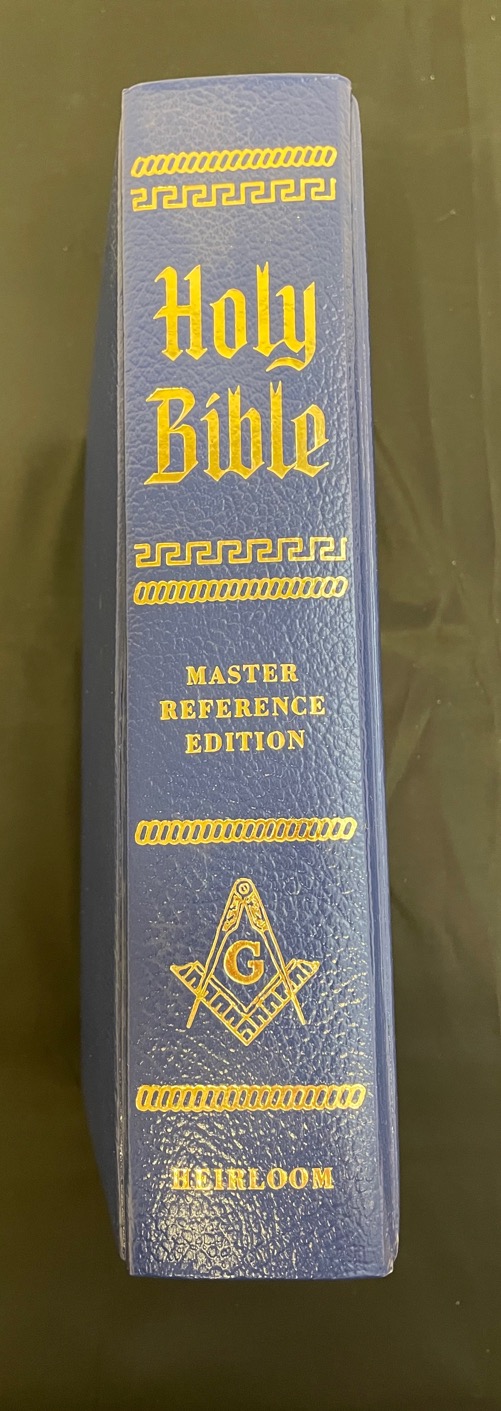 Holy
Bible
MASTER
REFERENCE
EDITION
G
HEIRLOOM